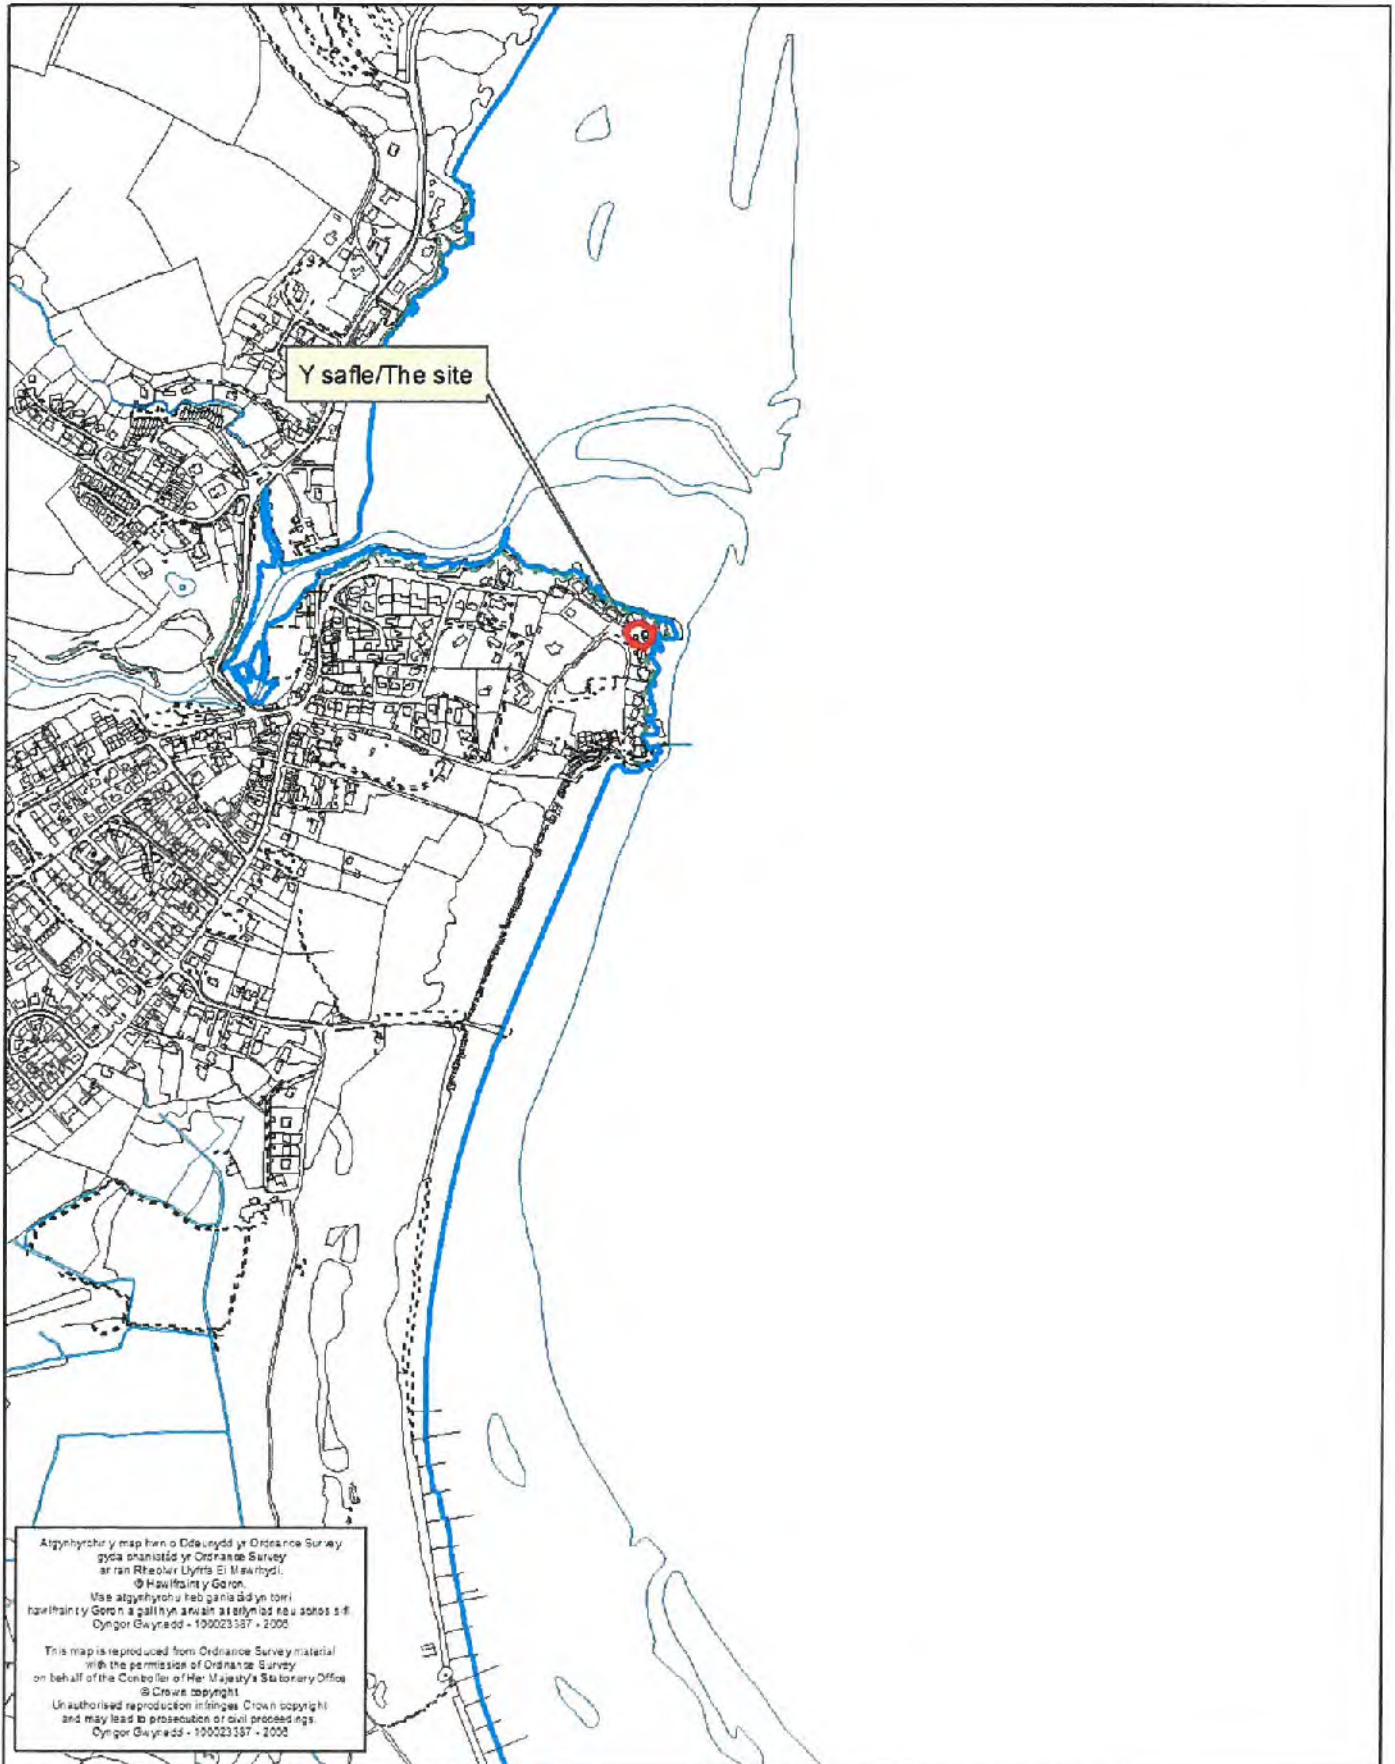 Y safle/The site
Atgynhyrchir y map hwn o Ddeunydd yr Ordnance Survey
gyda chaniatâd yr Ordnance Survey
ar ran Rheolwr Llyfrfa Ei Mawrhydi.
© Hawlfraint y Goron.
Mae atgynhyrchu heb ganiatâd yn torri
hawlfraint y Goron a gall hyn arwain at erlyniad neu achos sifil.
Cyngor Gwynedd - 100023387 - 2008
This map is reproduced from Ordnance Survey material
with the permission of Ordnance Survey
on behalf of the Controller of Her Majesty's Stationery Office
© Crown copyright
Unauthorised reproduction infringes Crown copyright
and may lead to prosecution or civil proceedings.
Cyngor Gwynedd - 100023387 - 2008